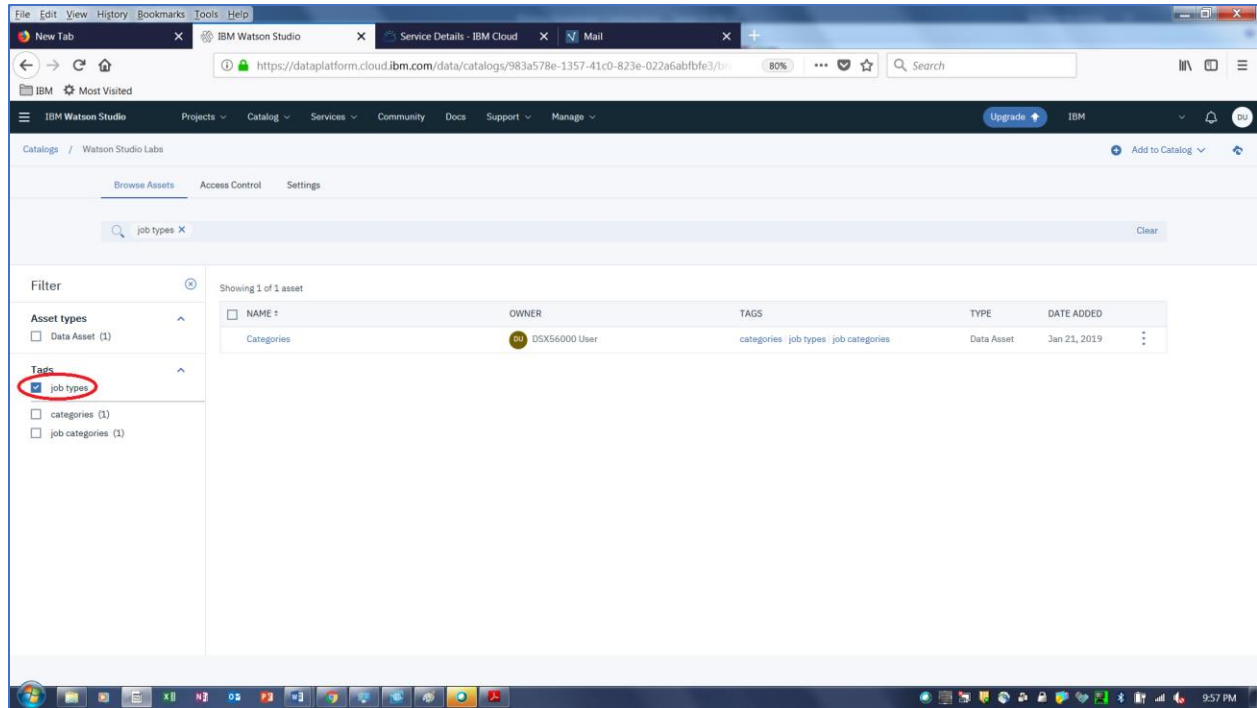 File Edit View History Bookmarks Tools Help
New Tab IBM Watson Studio Service Details - IBM Cloud Mail
https://dataplatform.cloud.ibm.com/data/catalogs/983a578e-1357-41c0-823e-022a6abfbfe3/br 80% Search
IBM Most Visited
IBM Watson Studio Projects Catalog Services Community Docs Support Manage Upgrade IBM DU
Catalogs / Watson Studio Labs Add to Catalog
Browse Assets Access Control Settings
job types X Clear
Filter
Showing 1 of 1 asset
Asset types
NAME OWNER TAGS TYPE DATE ADDED
Data Asset (1)
Categories DU DSX56000 User categories job types job categories Data Asset Jan 21, 2019
Tags
job types
categories (1)
job categories (1)
9:57 PM